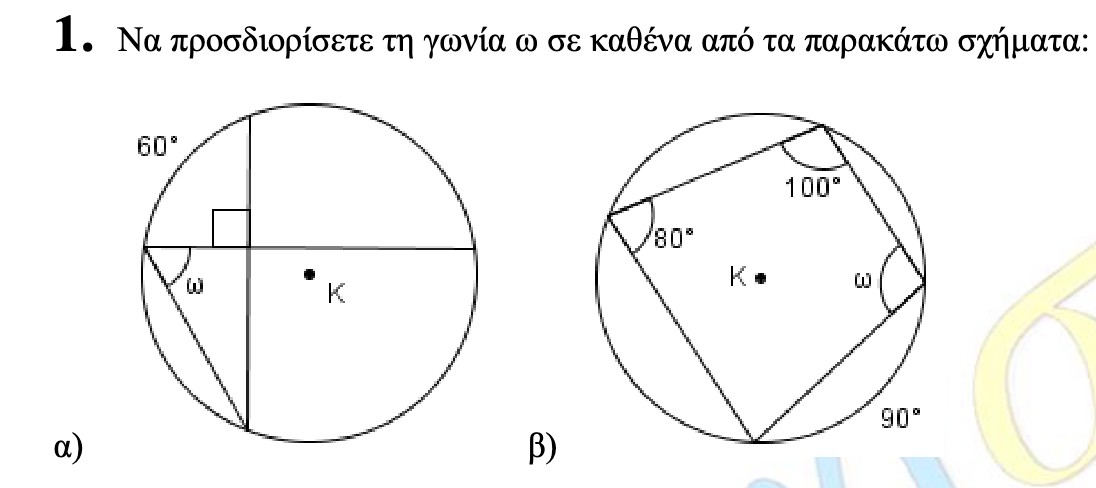 1. Να προσδιορίσετε τη γωνία ω σε καθένα από τα παρακάτω σχήματα:
60°
ω
K
α)
100°
80°
K
ω
90°
β)